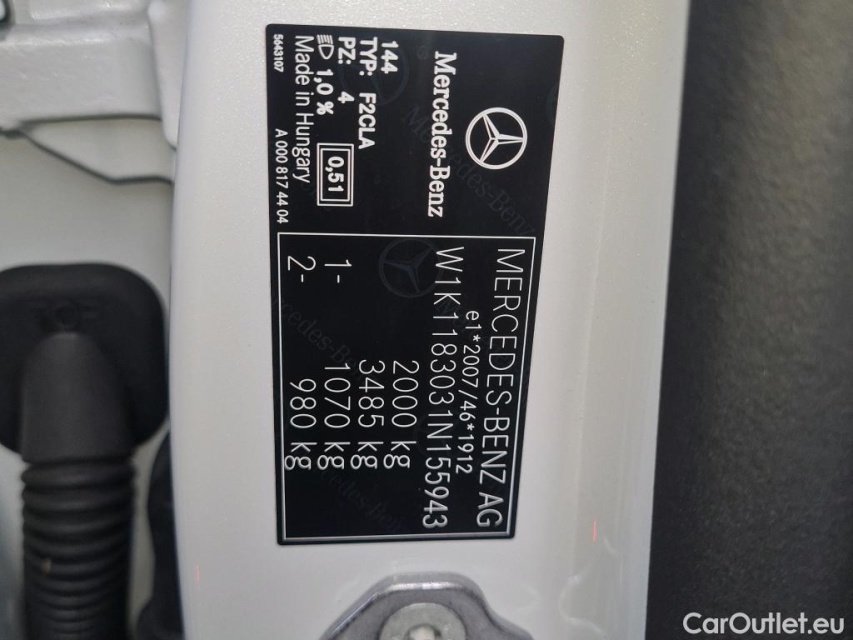 Mercedes-Benz
144
TYP: F2CLA
PZ: 4
1,0 %
0,51
Made in Hungary
5643107
A 000 817 44 04
MERCEDES-BENZ AG
e1*2007/46*1912
W1K1183031N155943
2000 kg
3485 kg
1- 1070 kg
2- 980 kg
CarOutlet.eu